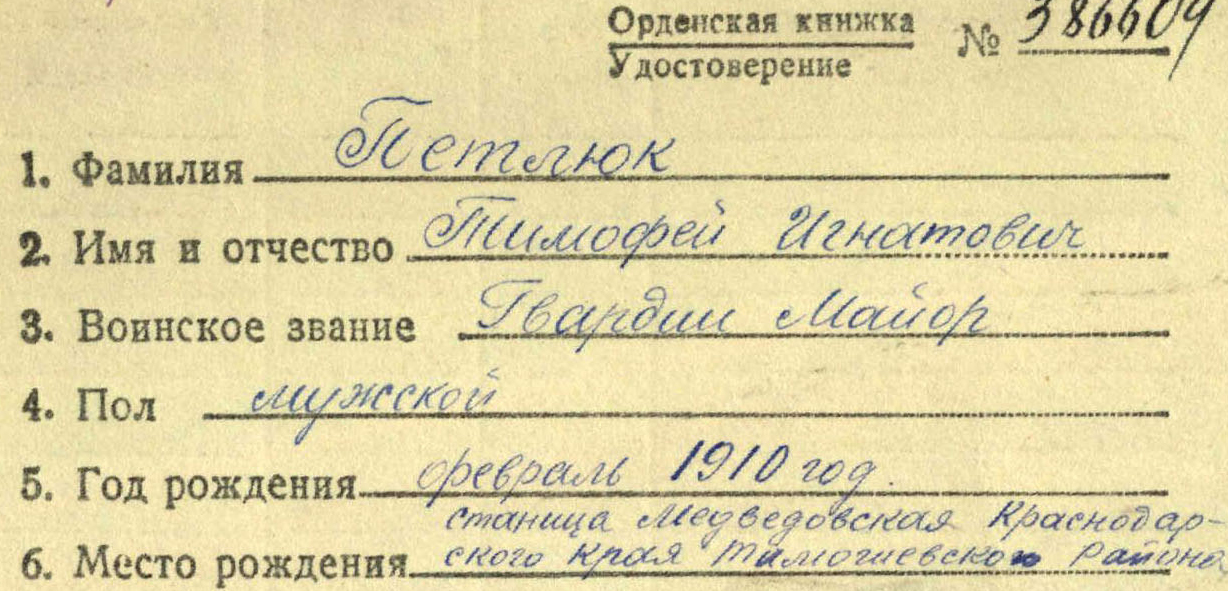 Орденская книжка № 386609
Удостоверение
1. Фамилия Петлюк
2. Имя и отчество Тимофей Игнатович
3. Воинское звание Гвардии Майор
4. Пол мужской
5. Год рождения февраль 1910 год.
станица Медведовская Краснодар-
6. Место рождения ского Края Тимошевского Района